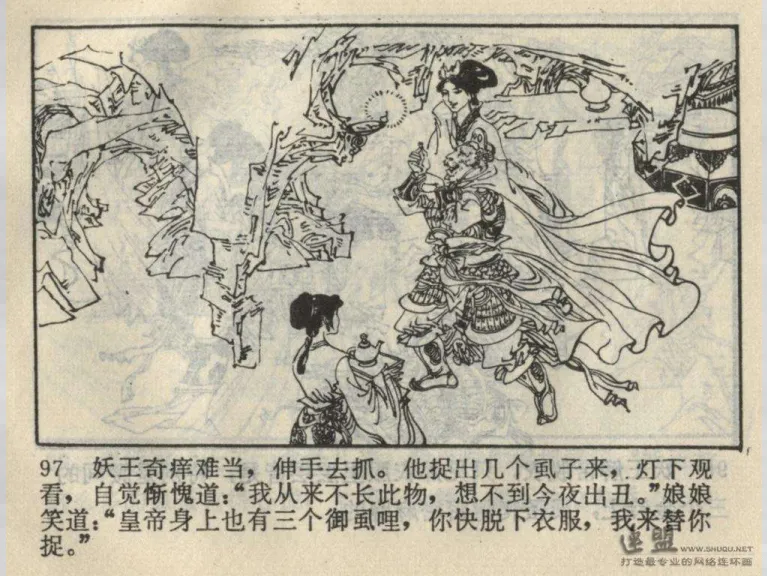 97 妖王奇痒难当，伸手去抓。他捉出几个虱子来，灯下观
看，自觉惭愧道：“我从来不长此物，想不到今夜出丑。”娘娘
笑道：“皇帝身上也有三个御虱哩，你快脱下衣服，我来替你
捉。”
连盟 WWW.SHUQU.NET
打造最专业的网络连环画